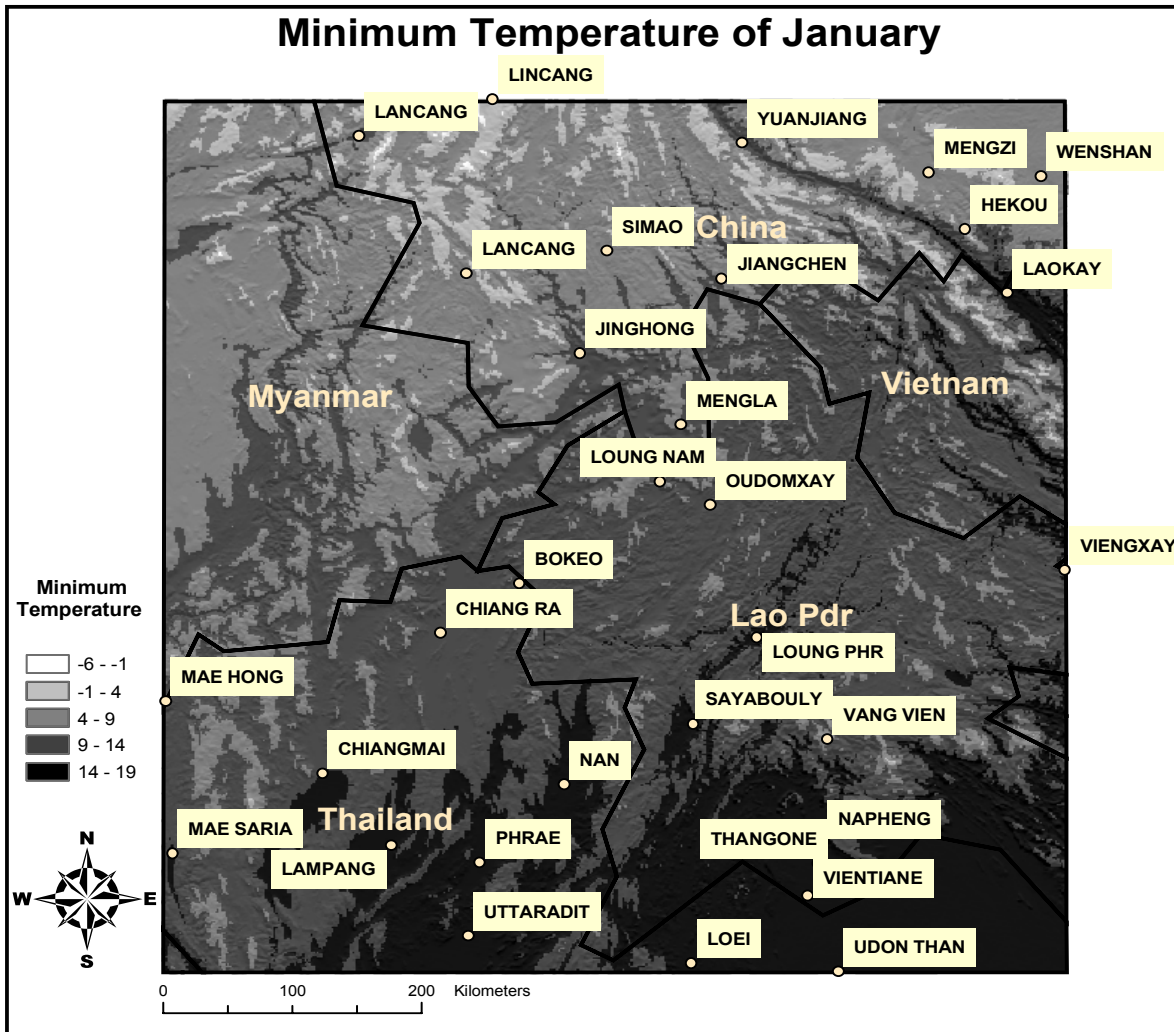 Minimum Temperature of January
LINCANG
LANCANG
YUANJIANG
MENGZI
WENSHAN
HEKOU
SIMAO
China
LANCANG
JIANGCHEN
LAOKAY
JINGHONG
Myanmar
Vietnam
MENGLA
LOUNG NAM
OUDOMXAY
VIENGXAY
BOKEO
Minimum
Temperature
-6 - -1
-1 - 4
4 - 9
9 - 14
14 - 19
CHIANG RA
Lao Pdr
LOUNG PHR
MAE HONG
SAYABOULY
VANG VIEN
CHIANGMAI
NAN
Thailand
NAPHENG
MAE SARIA
PHRAE
THANGONE
LAMPANG
VIENTIANE
UTTARADIT
LOEI
UDON THAN
N
W
E
S
0
100
200
Kilometers